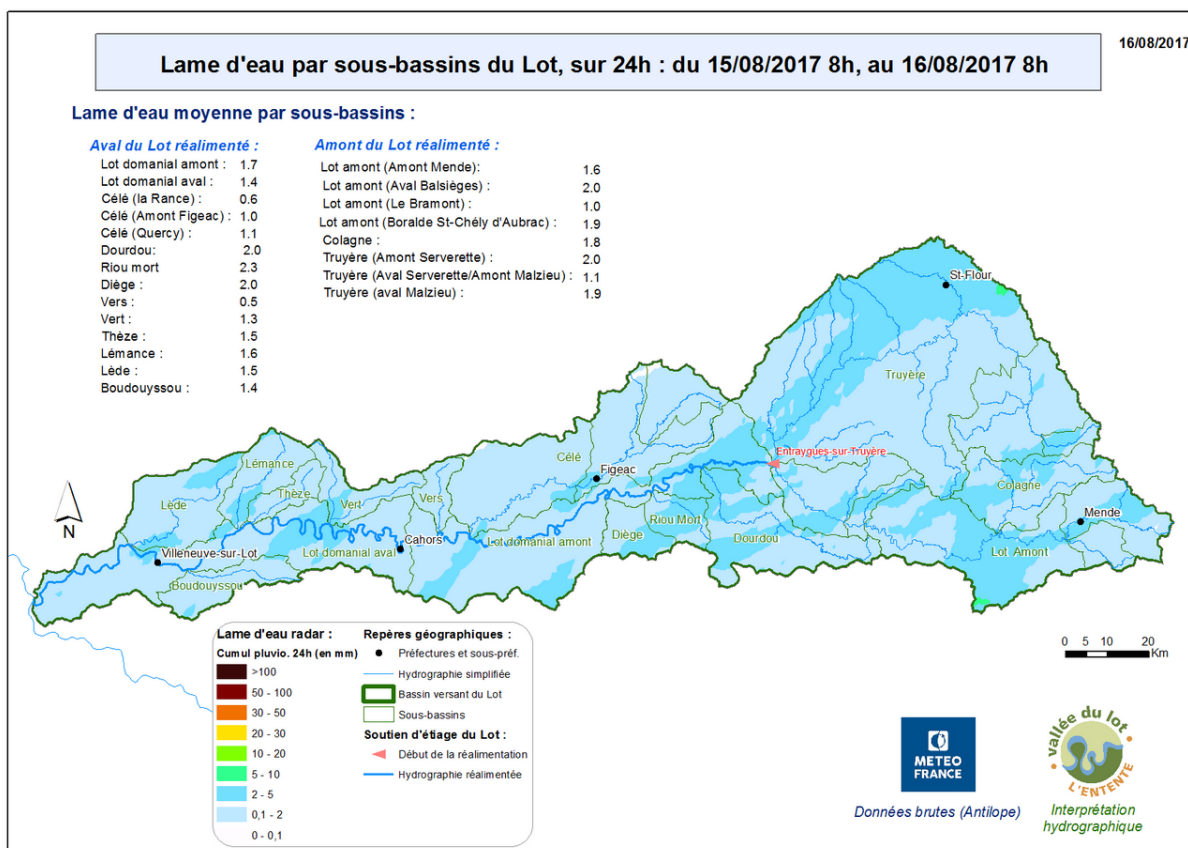 16/08/2017
Lame d'eau par sous-bassins du Lot, sur 24h : du 15/08/2017 8h, au 16/08/2017 8h
Lame d'eau moyenne par sous-bassins :
Aval du Lot réalimenté :
Lot domanial amont : 1.7
Lot domanial aval : 1.4
Célé (la Rance) : 0.6
Célé (Amont Figeac) : 1.0
Célé (Quercy) : 1.1
Dourdou: 2.0
Riou mort 2.3
Diège : 2.0
Vers : 0.5
Vert : 1.3
Thèze : 1.5
Lémance : 1.6
Lède : 1.5
Boudouyssou : 1.4
Amont du Lot réalimenté :
Lot amont (Amont Mende): 1.6
Lot amont (Aval Balsièges) : 2.0
Lot amont (Le Bramont) : 1.0
Lot amont (Boralde St-Chély d'Aubrac) : 1.9
Colagne : 1.8
Truyère (Amont Serverette) : 2.0
Truyère (Aval Serverette/Amont Malzieu) : 1.1
Truyère (aval Malzieu) : 1.9
St-Flour
Truyère
Entraygues-sur-Truyère
Célé
Figeac
Lémance
Thèze
Vers
Lède
Vert
Colagne
Mende
Riou Mort
Diège
Dourdou
Lot Amont
Cahors
Lot domanial amont
Lot domanial aval
Villeneuve-sur-Lot
Boudouyssou
N
Lame d'eau radar :
Cumul pluvio. 24h (en mm)
>100
50 - 100
30 - 50
20 - 30
10 - 20
5 - 10
2 - 5
0,1 - 2
0 - 0,1
Repères géographiques :
Préfectures et sous-préf.
Hydrographie simplifiée
Bassin versant du Lot
Sous-bassins
Soutien d'étiage du Lot :
Début de la réalimentation
Hydrographie réalimentée
0 5 10 20
Km
METEO
FRANCE
Données brutes (Antilope)
vallée du lot
L'ENTENTE
Interprétation
hydrographique